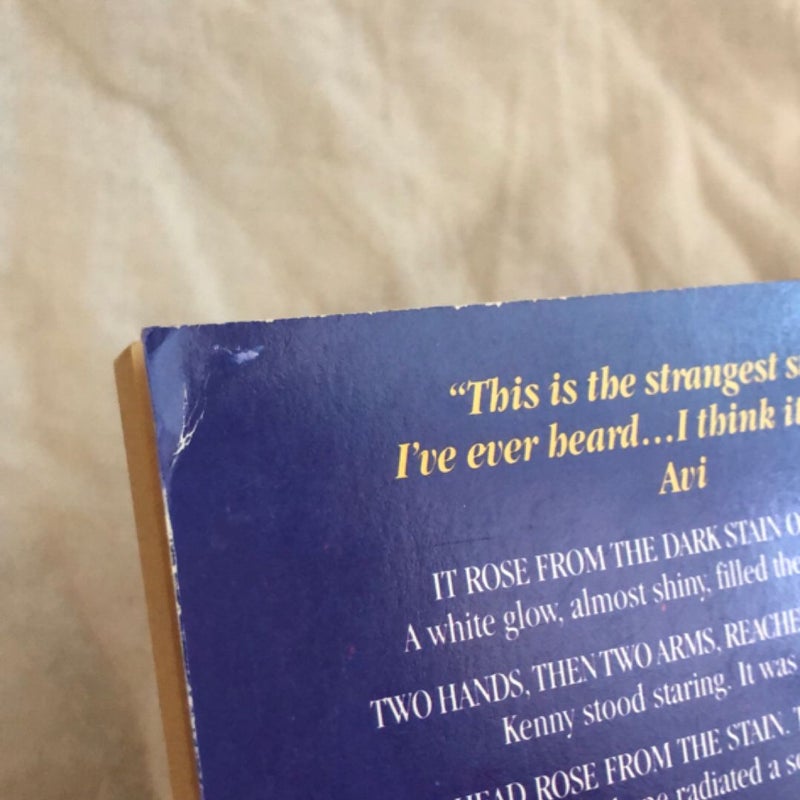 “This is the strangest
I’ve ever heard...I think it
Avi
IT ROSE FROM THE DARK STAIN
A white glow, almost shiny, filled the
TWO HANDS, THEN TWO ARMS,
Kenny stood staring. It was
HEAD ROSE FROM THE STAIN.
radiated a